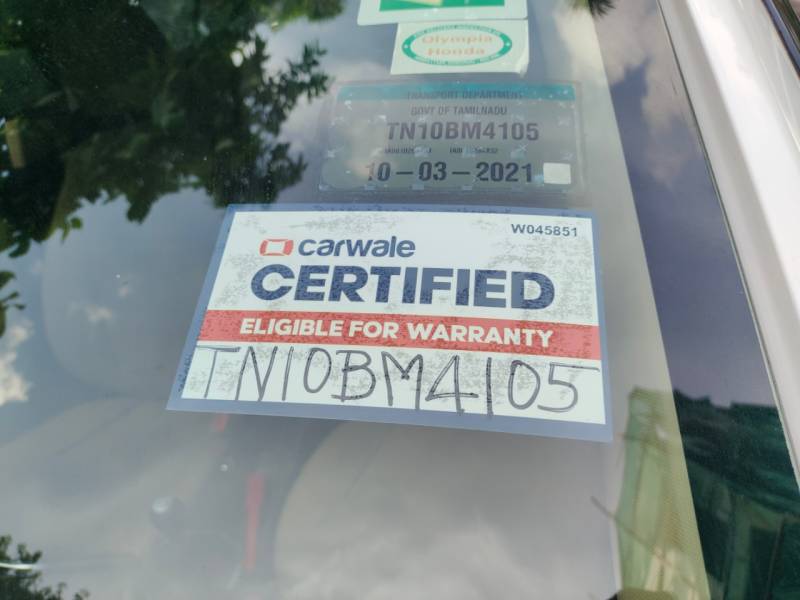 Olympia
Honda
TRANSPORT DEPARTMENT
GOVT OF TAMILNADU
TN10BM4105
10-03-2021
W045851
carwale
CERTIFIED
ELIGIBLE FOR WARRANTY
TN10BM4105